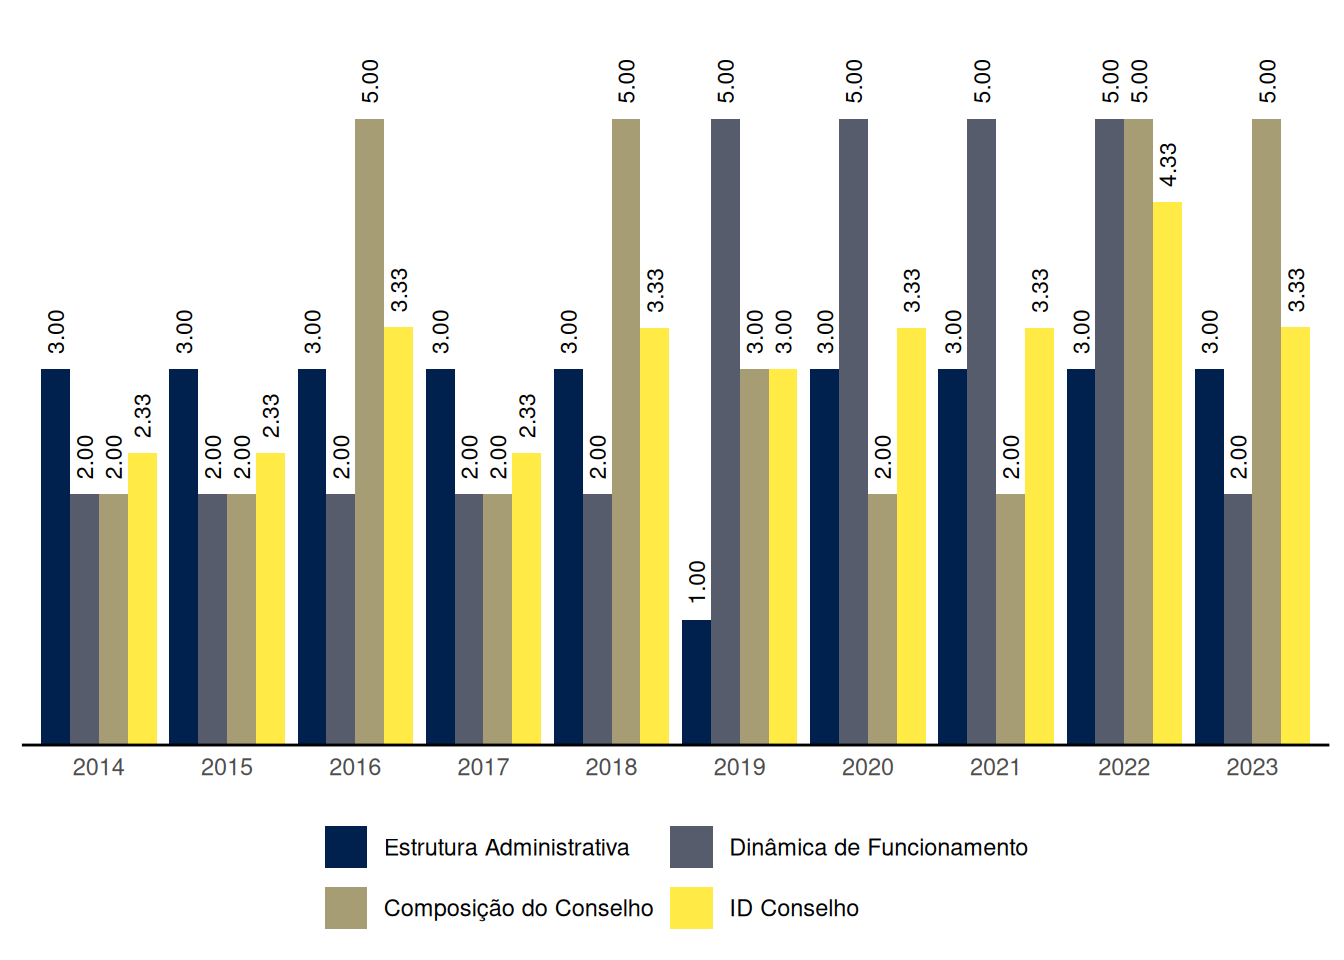 3.00 2.00 2.00 2.33 3.00 2.00 2.00 2.33 3.00 2.00 5.00 3.33 3.00 2.00 2.00 2.33 3.00 2.00 5.00 3.33 1.00 5.00 3.00 3.00 3.00 5.00 2.00 3.33 3.00 5.00 2.00 3.33 3.00 5.00 5.00 4.33 3.00 2.00 5.00 3.33
2014 2015 2016 2017 2018 2019 2020 2021 2022 2023
Estrutura Administrativa Dinâmica de Funcionamento
Composição do Conselho ID Conselho